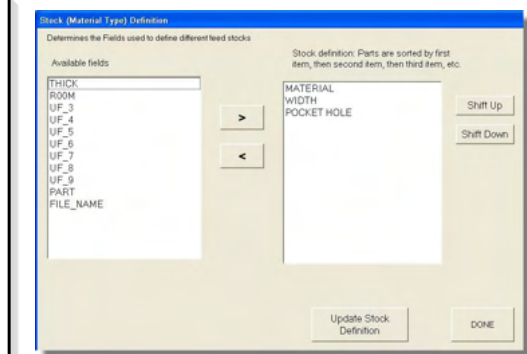 Stock (Material Type) Definition
Determines the Fields used to define different feed stocks
Available fields
Stock definition: Parts are sorted by first
item, then second item, then third item, etc.
THICK
ROOM
UF_3
UF_4
UF_5
UF_6
UF_7
UF_8
UF_9
PART
FILE_NAME
>
<
MATERIAL
WIDTH
POCKET HOLE
Shift Up
Shift Down
Update Stock
Definition
DONE